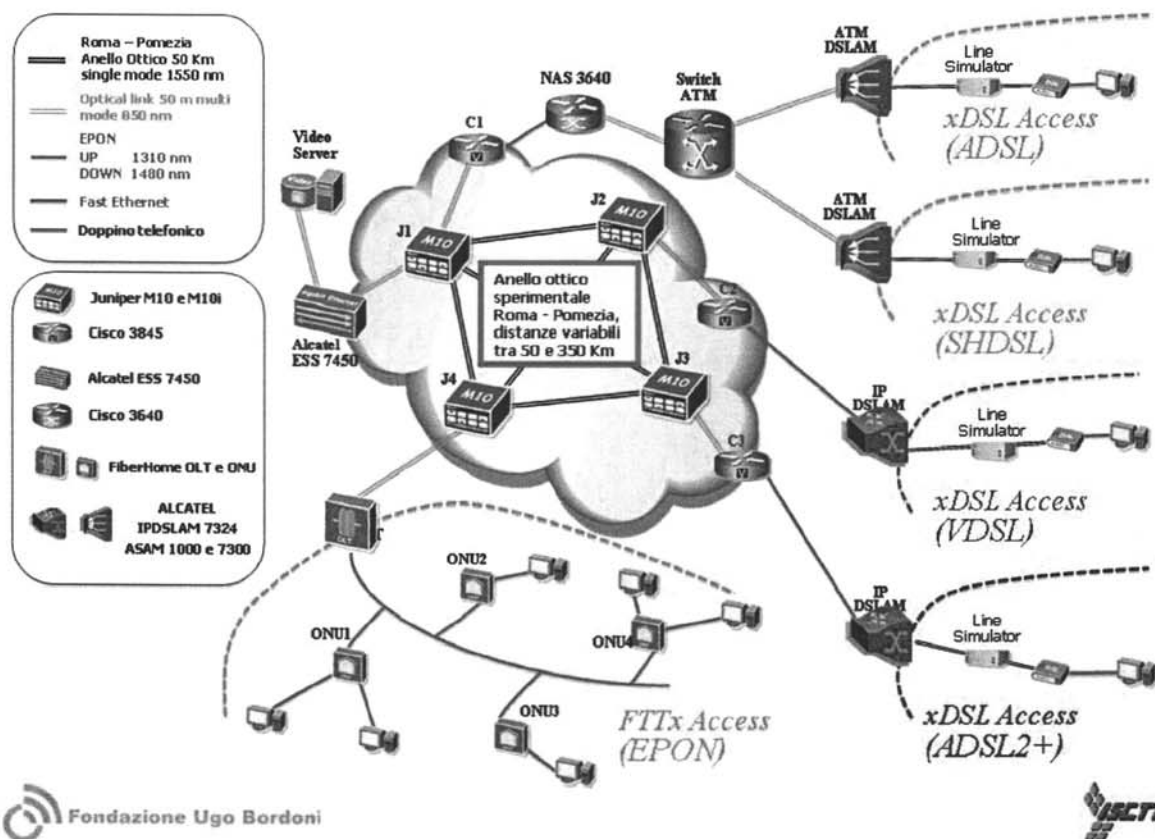 Roma – Pomezia
Anello Ottico 50 Km
single mode 1550 nm
Optical link 50 m multi
mode 850 nm
EPON
UP 1310 nm
DOWN 1480 nm
Fast Ethernet
Doppino telefonico
Juniper M10 e M10i
Cisco 3845
Alcatel ESS 7450
Cisco 3640
FiberHome OLT e ONU
ALCATEL
IPDSLAM 7324
ASAM 1000 e 7300
Video
Server
C1
NAS 3640
Switch
ATM
ATM
DSLAM
Line
Simulator
xDSL Access
(ADSL)
J1
M10
J2
M10
ATM
DSLAM
Line
Simulator
xDSL Access
(SHDSL)
Alcatel
ESS 7450
Anello ottico
sperimentale
Roma - Pomezia,
distanze variabili
tra 50 e 350 Km
C2
J4
M10
J3
M10
C3
IP
DSLAM
Line
Simulator
xDSL Access
(VDSL)
OLT
ONU2
ONU1
ONU4
ONU3
FTTx Access
(EPON)
IP
DSLAM
Line
Simulator
xDSL Access
(ADSL2+)
Fondazione Ugo Bordoni